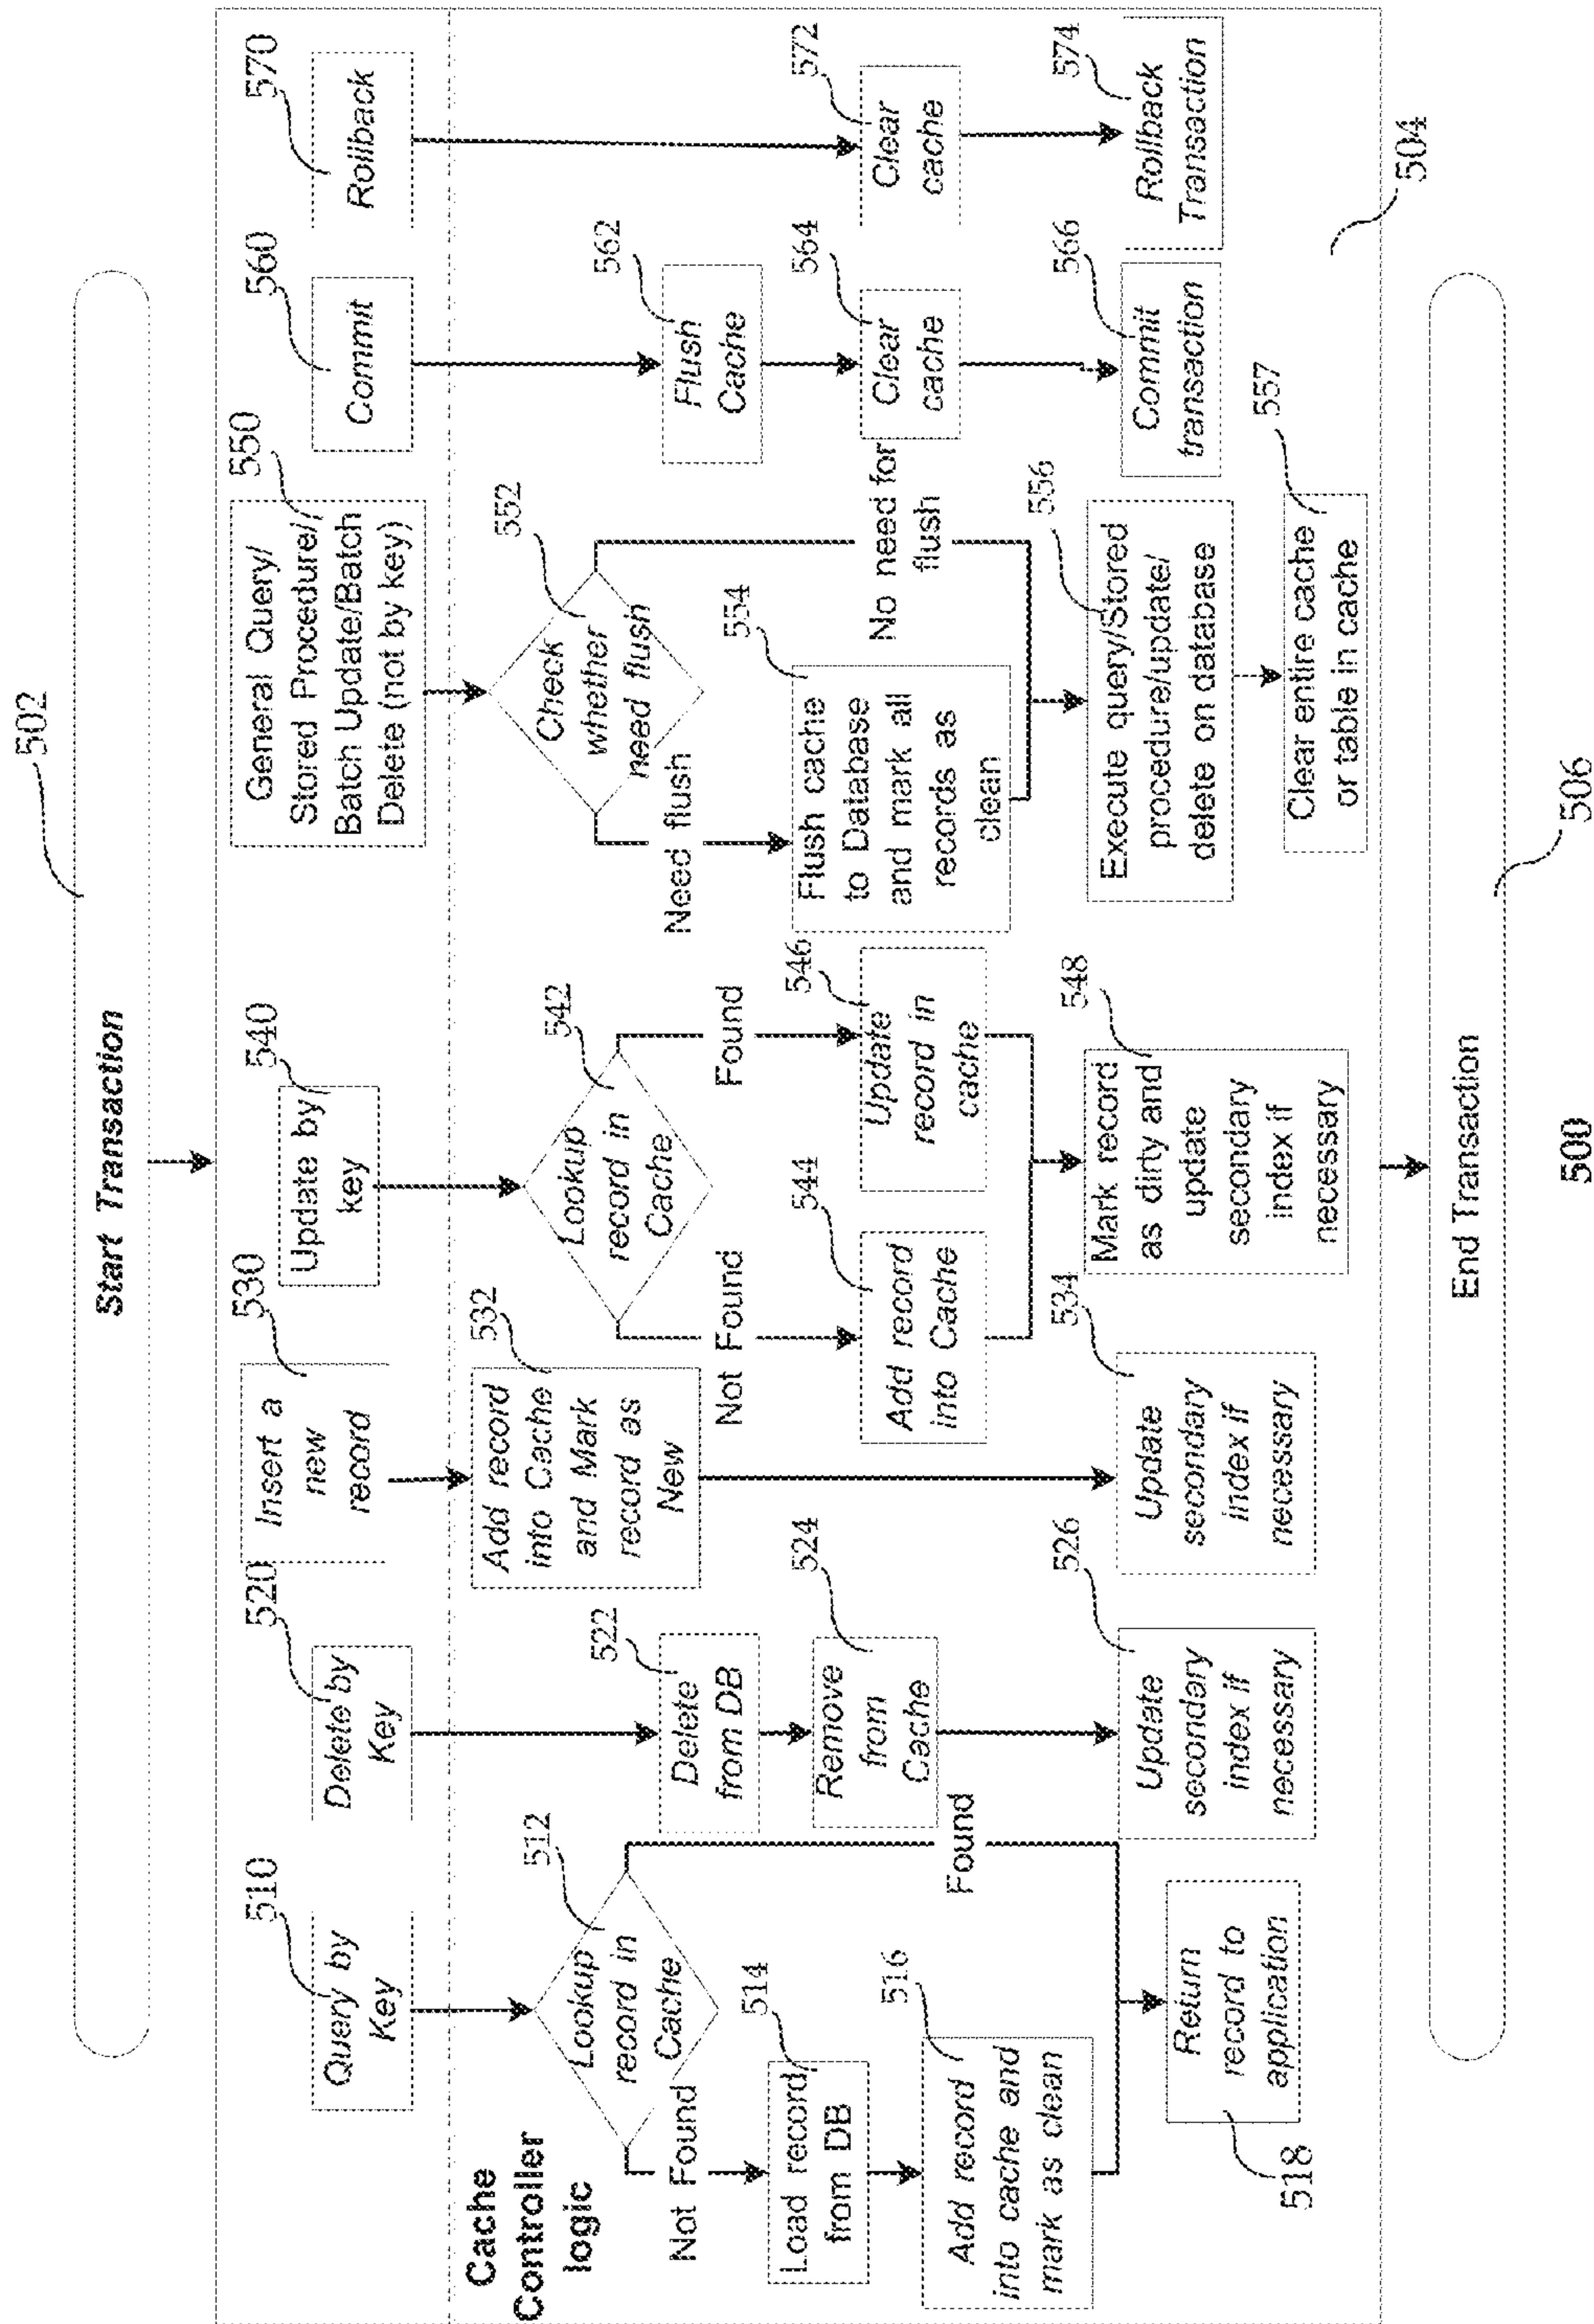 502
Start Transaction
510
Query by
Key
520
Delete by
Key
530
Insert a
new
record
540
Update by
key
550
General Query/
Stored Procedure/
Batch Update/Batch
Delete (not by key)
560
Commit
570
Rollback
Cache
Controller
logic
512
Lookup
record in
Cache
Not Found
Found
514
Load record
from DB
516
Add record
into cache and
mark as clean
518
Return
record to
application
522
Delete
from DB
524
Remove
from
Cache
526
Update
secondary
index if
necessary
532
Add record
into Cache
and Mark
record as
New
534
Update
secondary
index if
necessary
542
Lookup
record in
Cache
Not Found
Found
544
Add record
into Cache
546
Update
record in
cache
548
Mark record
as dirty and
update
secondary
index if
necessary
552
Check
whether
need flush
Need flush
No need for
flush
554
Flush cache
to Database
and mark all
records as
clean
556
Execute query/Stored
procedure/update/
delete on database
557
Clear entire cache
or table in cache
562
Flush
Cache
564
Clear
cache
566
Commit
transaction
572
Clear
cache
574
Rollback
Transaction
504
End Transaction
506
500